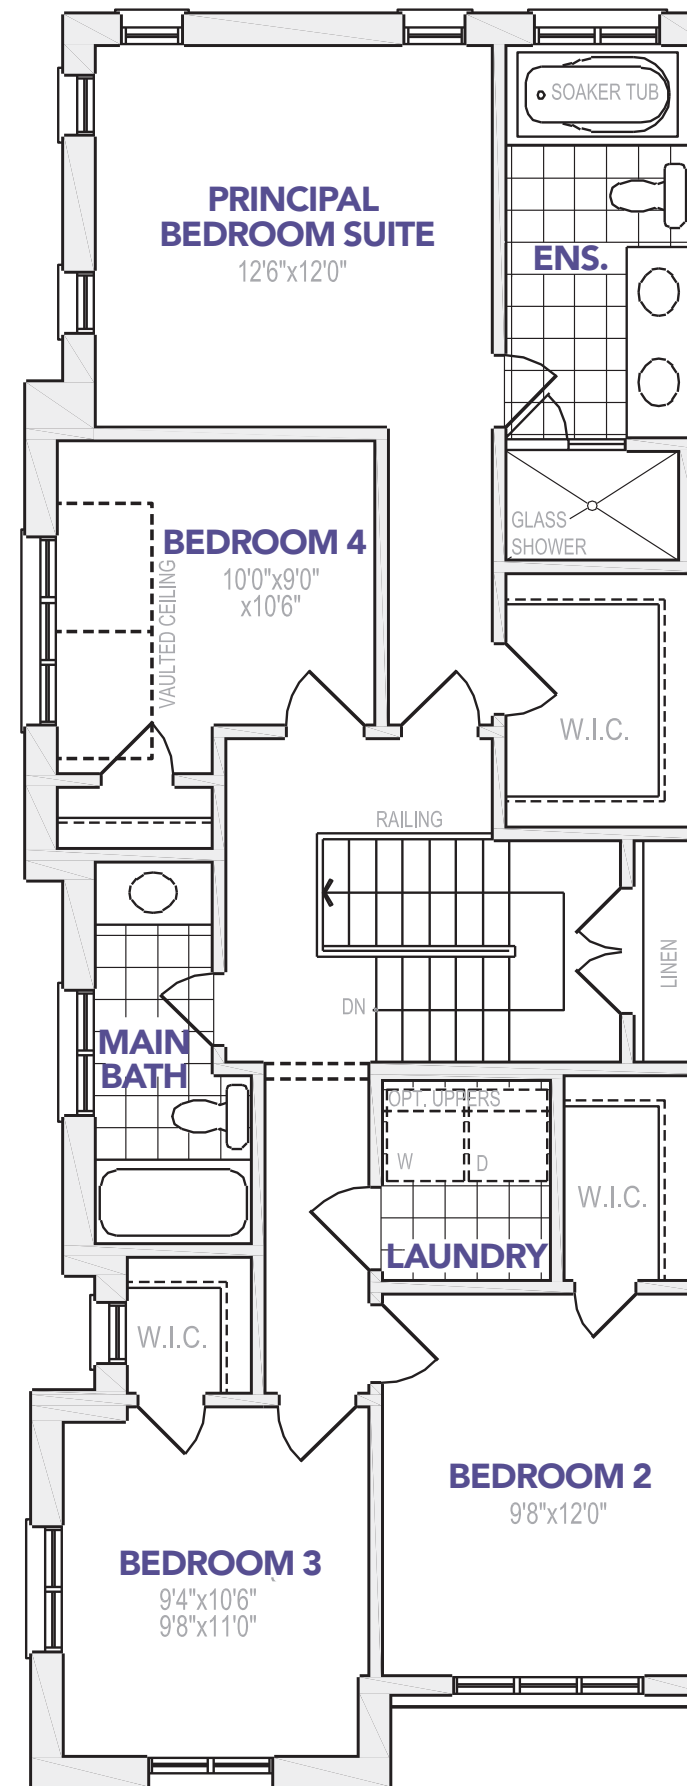 SOAKER TUB
PRINCIPAL
BEDROOM SUITE
12'6"x12'0"
ENS.
GLASS
SHOWER
BEDROOM 4
10'0"x9'0"
x10'6"
VAULTED CEILING
W.I.C.
RAILING
LINEN
DN
MAIN
BATH
OPT. UPPERS
W
D
W.I.C.
LAUNDRY
W.I.C.
BEDROOM 2
9'8"x12'0"
BEDROOM 3
9'4"x10'6"
9'8"x11'0"